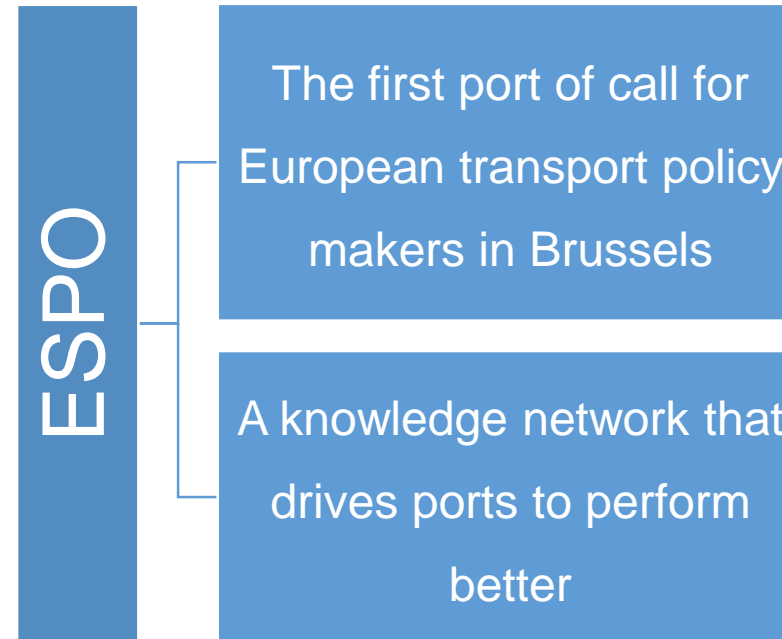 ESPO
The first port of call for
European transport policy
makers in Brussels
A knowledge network that
drives ports to perform
better